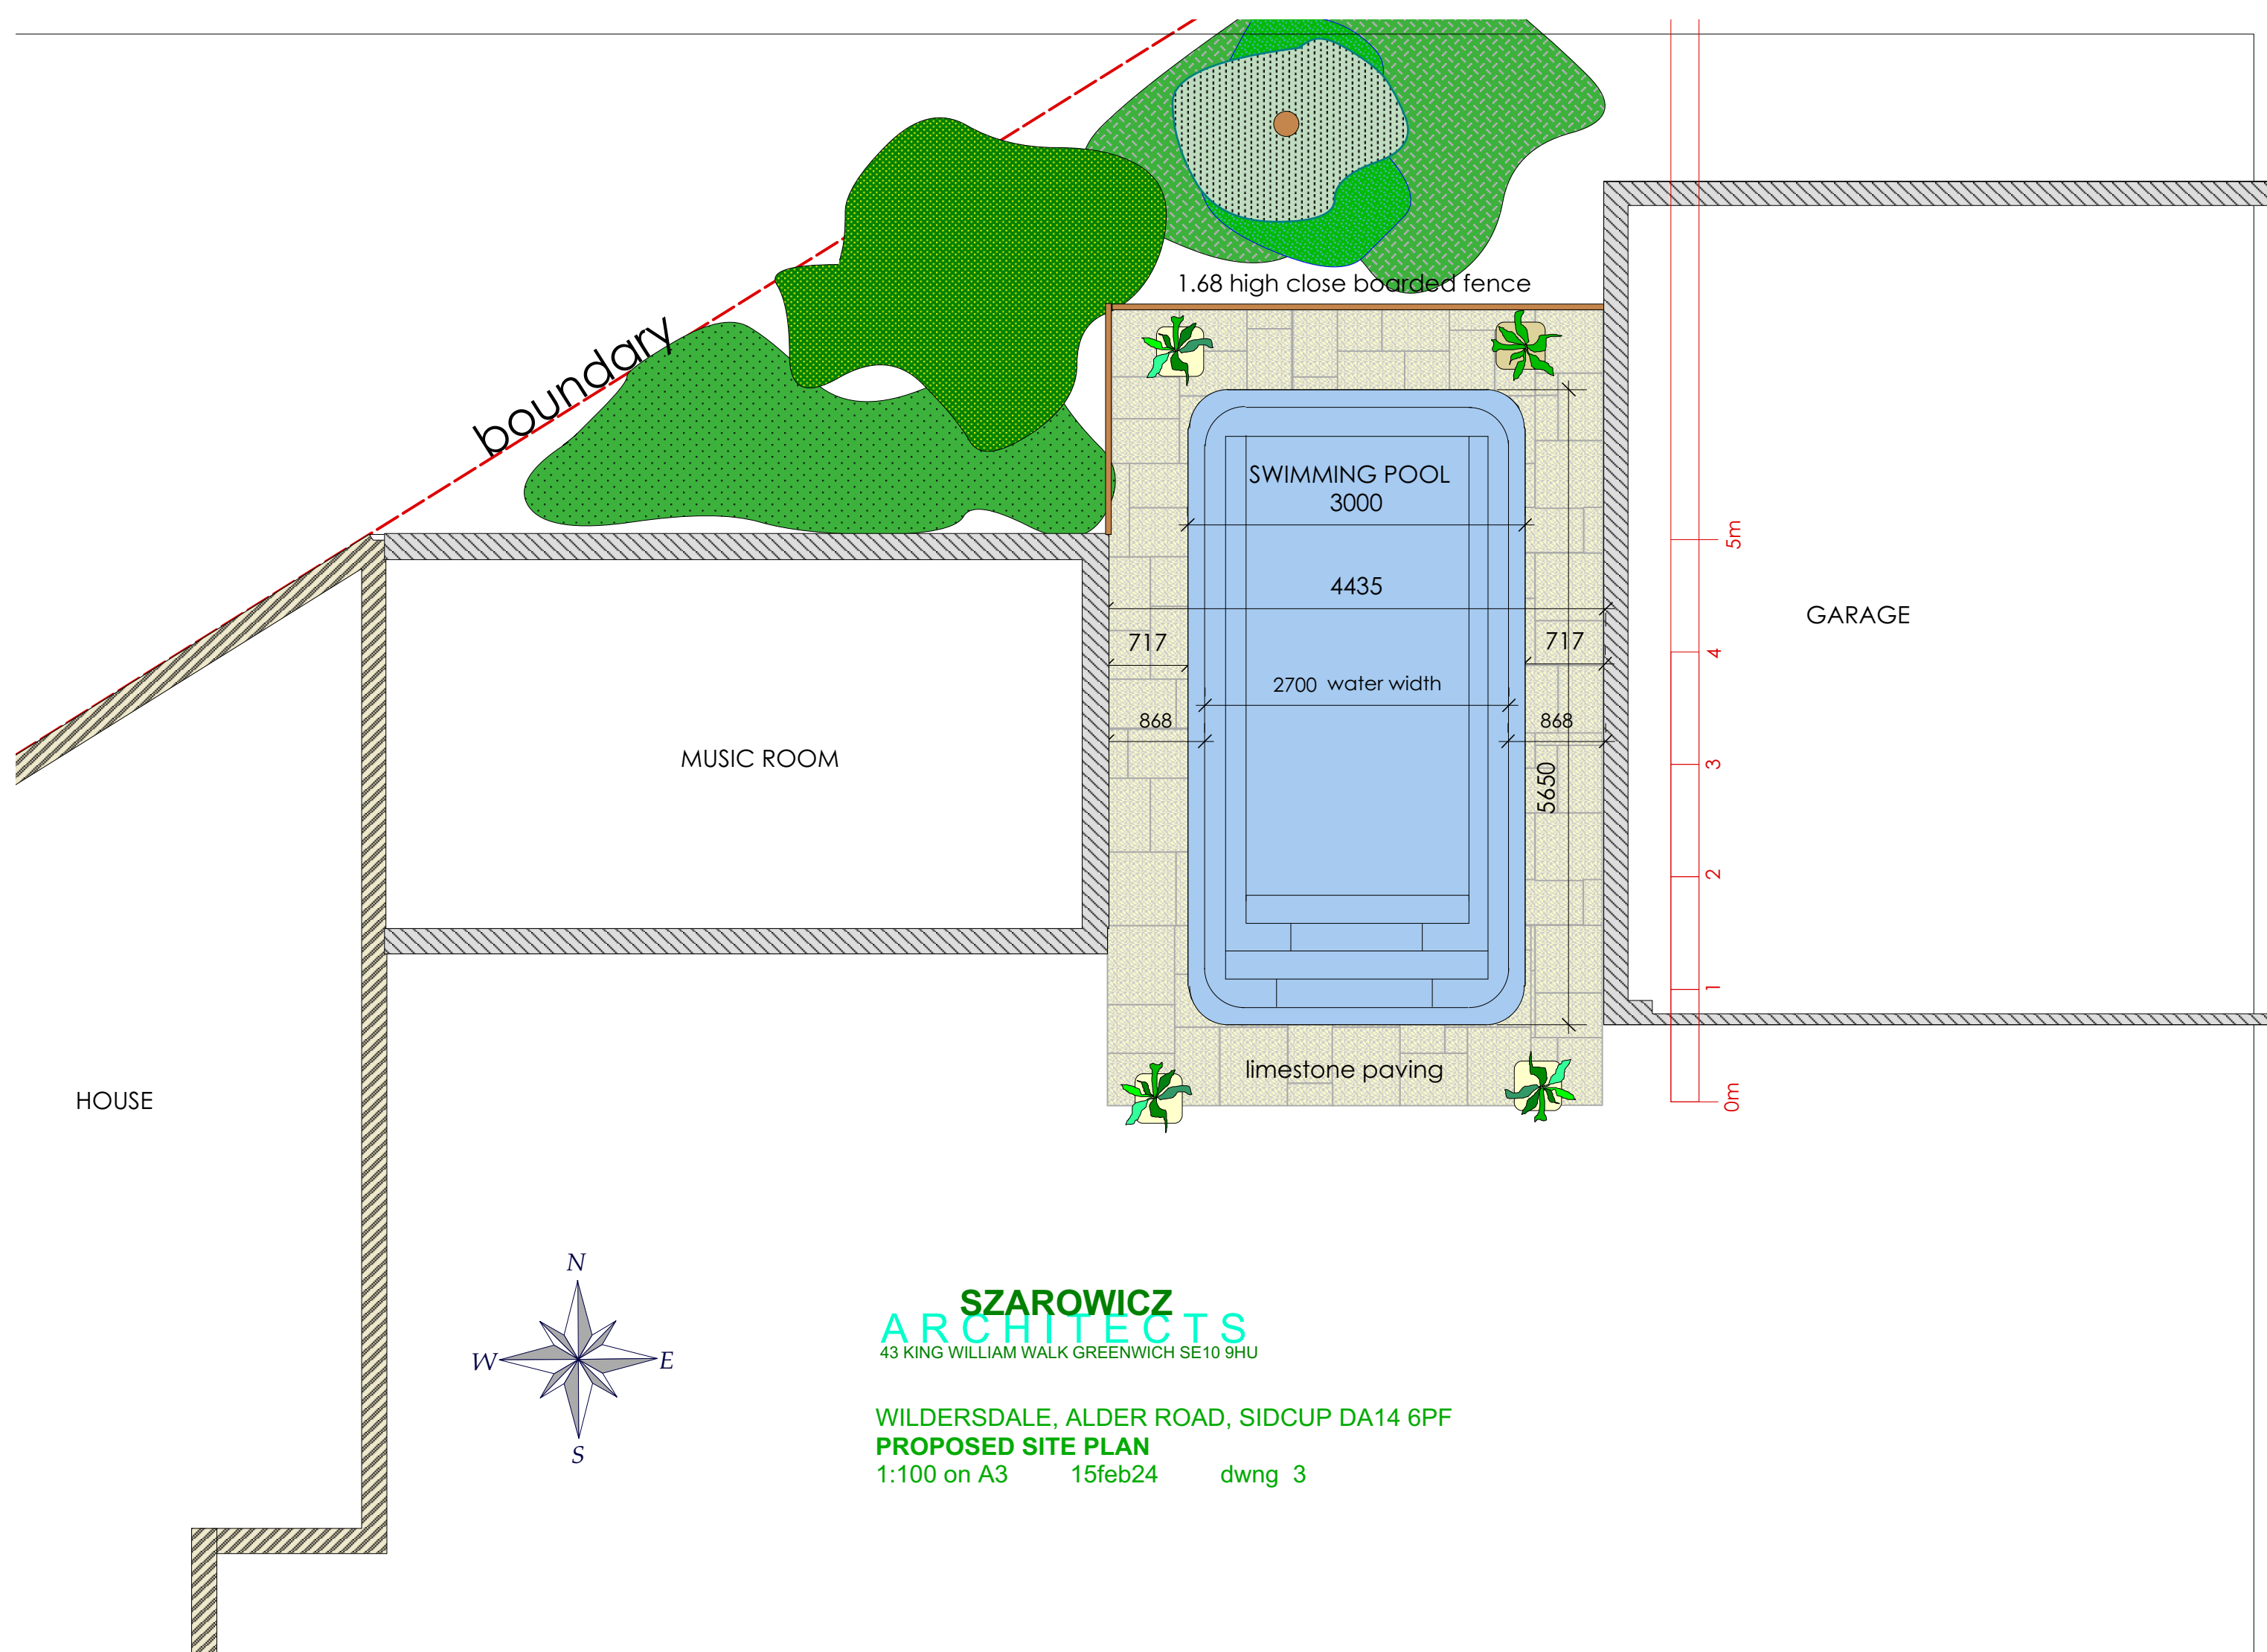 1.68 high close boarded fence
boundary
SWIMMING POOL
3000
5m
4435
GARAGE
717
717
4
2700 water width
868
868
MUSIC ROOM
3
5650
2
1
limestone paving
0m
HOUSE
N
W
E
S
SZAROWICZ
ARCHITECTS
43 KING WILLIAM WALK GREENWICH SE10 9HU
WILDERSDALE, ALDER ROAD, SIDCUP DA14 6PF
PROPOSED SITE PLAN
1:100 on A3 15feb24 dwng 3